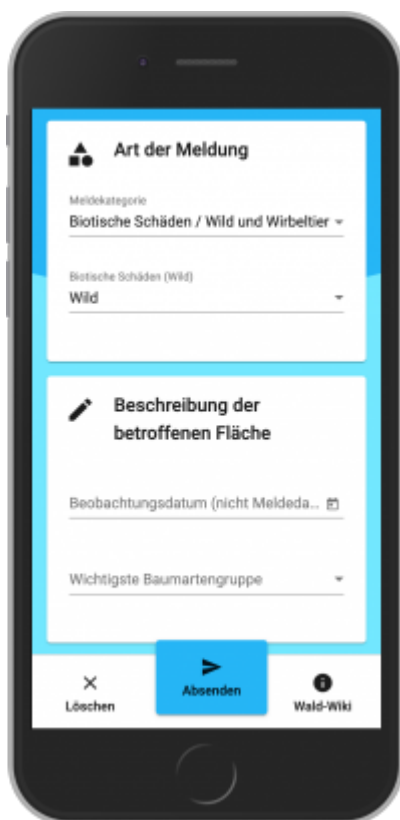 Art der Meldung
Meldekategorie
Biotische Schäden / Wild und Wirbeltier
Biotische Schäden (Wild)
Wild
Beschreibung der
betroffenen Fläche
Beobachtungsdatum (nicht Meldeda...
Wichtigste Baumartengruppe
Löschen
Absenden
Wald-Wiki